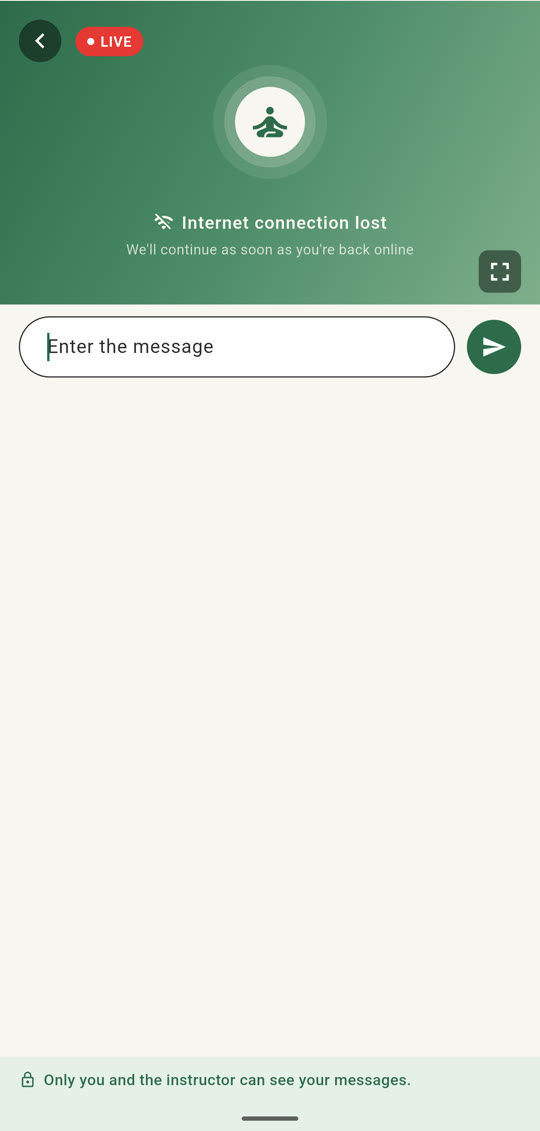 LIVE
Internet connection lost
We'll continue as soon as you're back online
Enter the message
Only you and the instructor can see your messages.